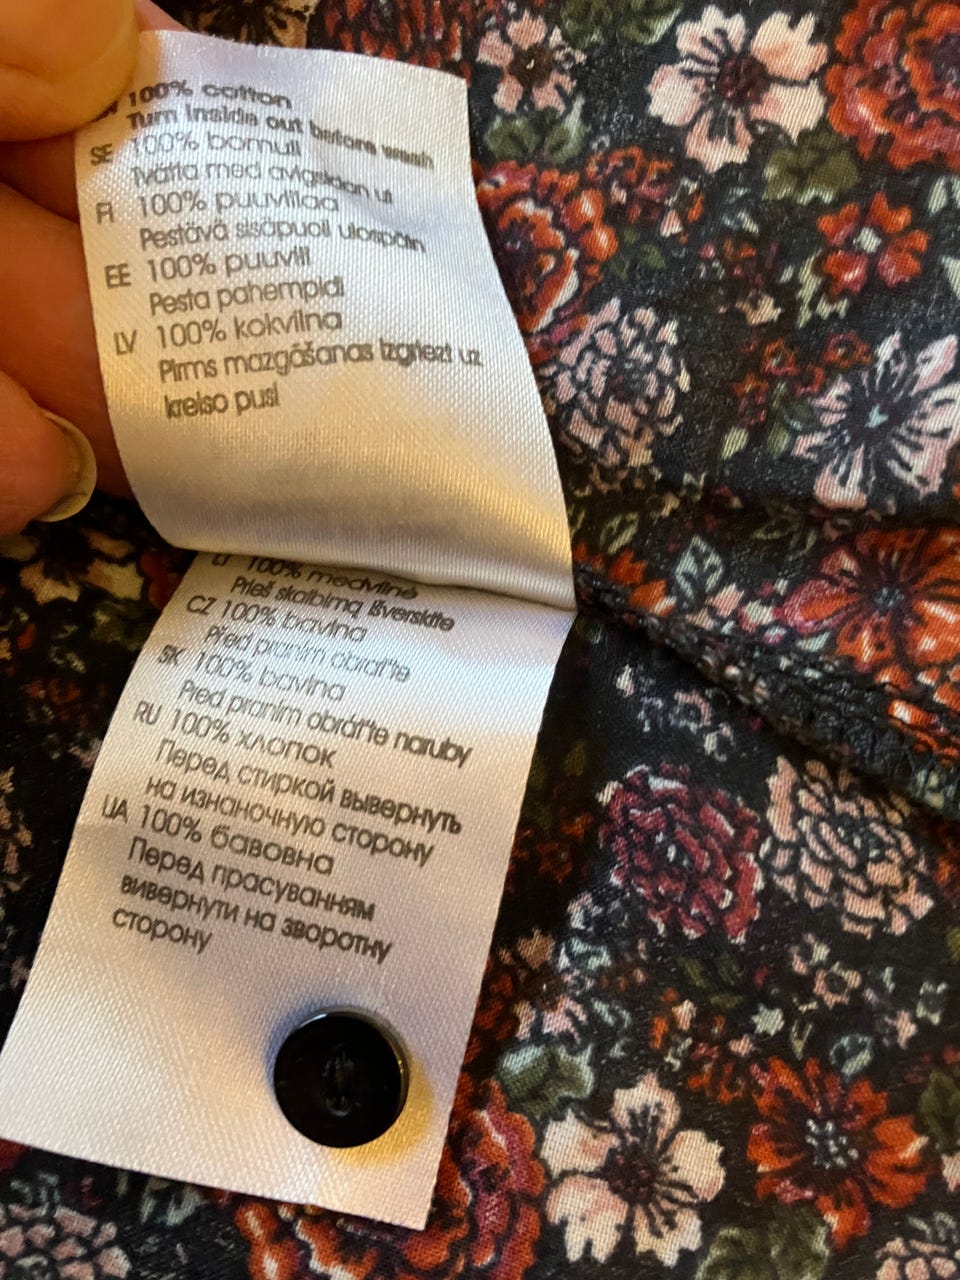 100% cotton
Turn inside out before wash
SE 100% bomull
Tvätta med avigsidan ut
FI 100% puuvillaa
Pestävä sisäpuoli ulospäin
EE 100% puuvill
Pesta pahempidi
LV 100% kokvilna
Pirms mazgāšanas izgriezt uz
kreiso pusi
LT 100% medvilnė
Prieš skalbimą išverskite
CZ 100% bavlna
Před praním obraťte
SK 100% bavlna
Pred praním obráťte naruby
RU 100% хлопок
Перед стиркой вывернуть
на изнаночную сторону
UA 100% бавовна
Перед прасуванням
вивернути на зворотну
сторону